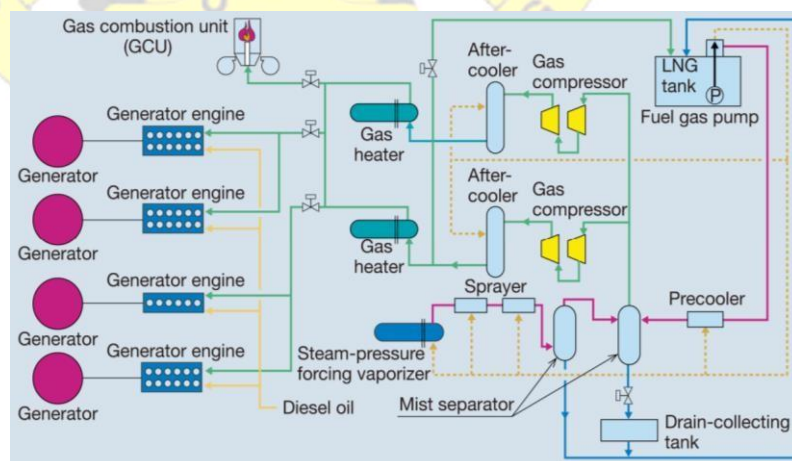 Gas combustion unit
(GCU)
After-
cooler
Gas
compressor
LNG
tank
P
Fuel gas pump
Generator engine
Generator
Gas
heater
Generator engine
Generator
After-
cooler
Gas
compressor
Gas
heater
Generator engine
Generator
Sprayer
Precooler
Steam-pressure
forcing vaporizer
Generator engine
Generator
Diesel oil
Mist separator
Drain-collecting
tank